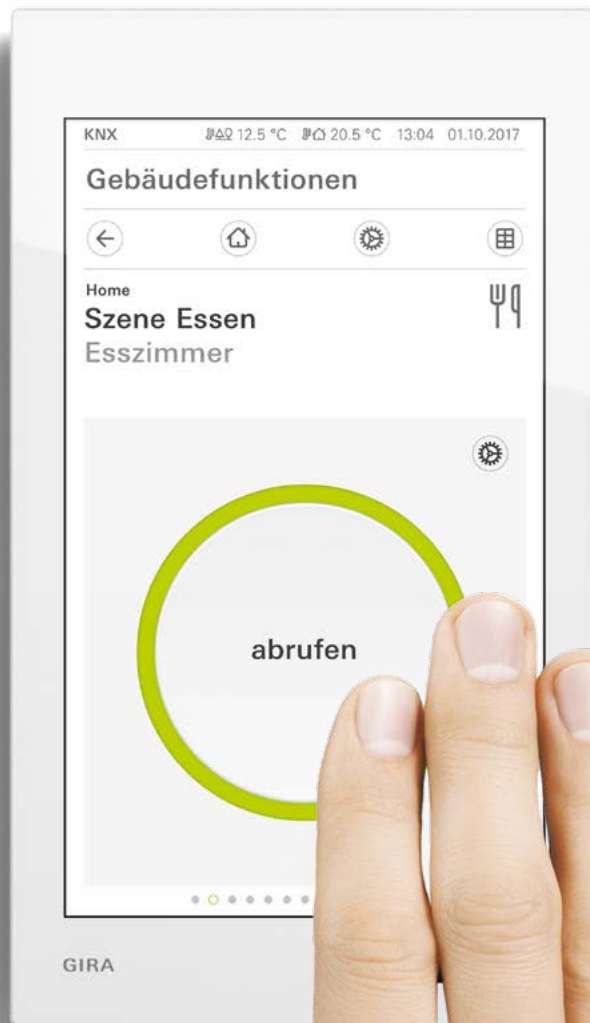 KNX 12.5 °C 20.5 °C 13:04 01.10.2017
Gebäudefunktionen
Home
Szene Essen
Esszimmer
abrufen
GIRA